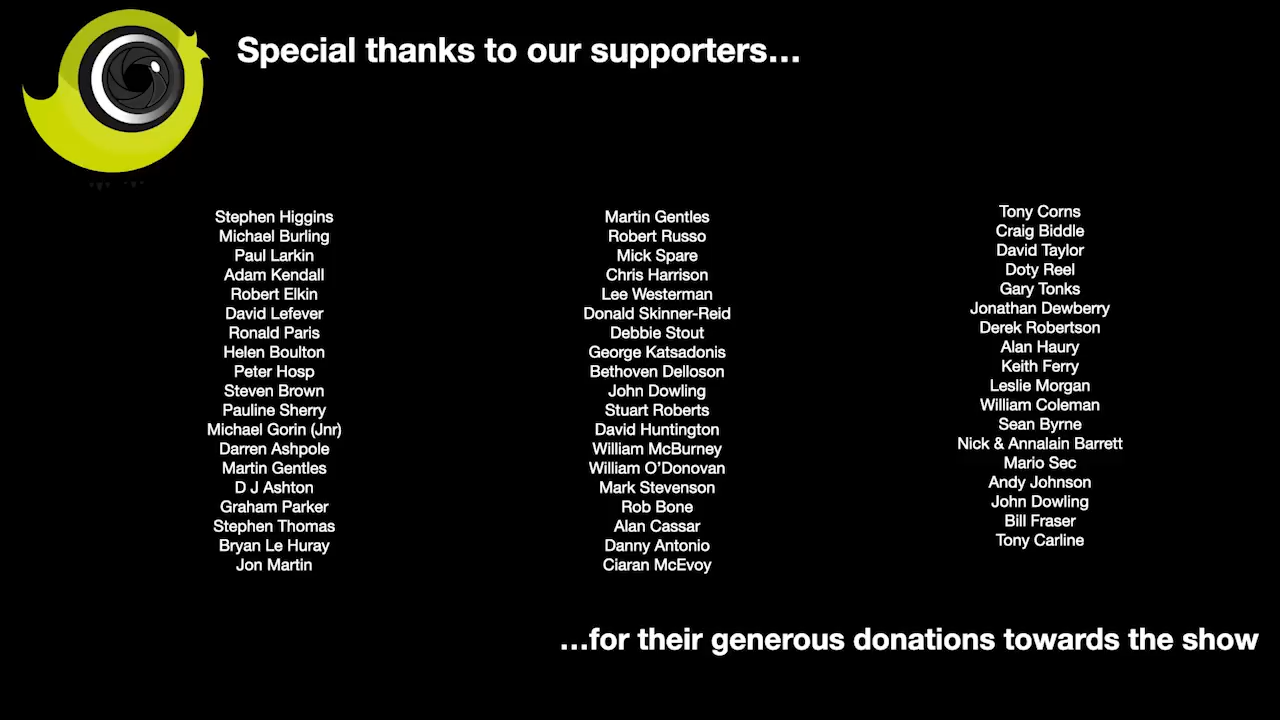 Special thanks to our supporters…
Stephen Higgins
Michael Burling
Paul Larkin
Adam Kendall
Robert Elkin
David Lefever
Ronald Paris
Helen Boulton
Peter Hosp
Steven Brown
Pauline Sherry
Michael Gorin (Jnr)
Darren Ashpole
Martin Gentles
D J Ashton
Graham Parker
Stephen Thomas
Bryan Le Huray
Jon Martin
Martin Gentles
Robert Russo
Mick Spare
Chris Harrison
Lee Westerman
Donald Skinner-Reid
Debbie Stout
George Katsadonis
Bethoven Delloson
John Dowling
Stuart Roberts
David Huntington
William McBurney
William O’Donovan
Mark Stevenson
Rob Bone
Alan Cassar
Danny Antonio
Ciaran McEvoy
Tony Corns
Craig Biddle
David Taylor
Doty Reel
Gary Tonks
Jonathan Dewberry
Derek Robertson
Alan Haury
Keith Ferry
Leslie Morgan
William Coleman
Sean Byrne
Nick & Annalain Barrett
Mario Sec
Andy Johnson
John Dowling
Bill Fraser
Tony Carline
…for their generous donations towards the show